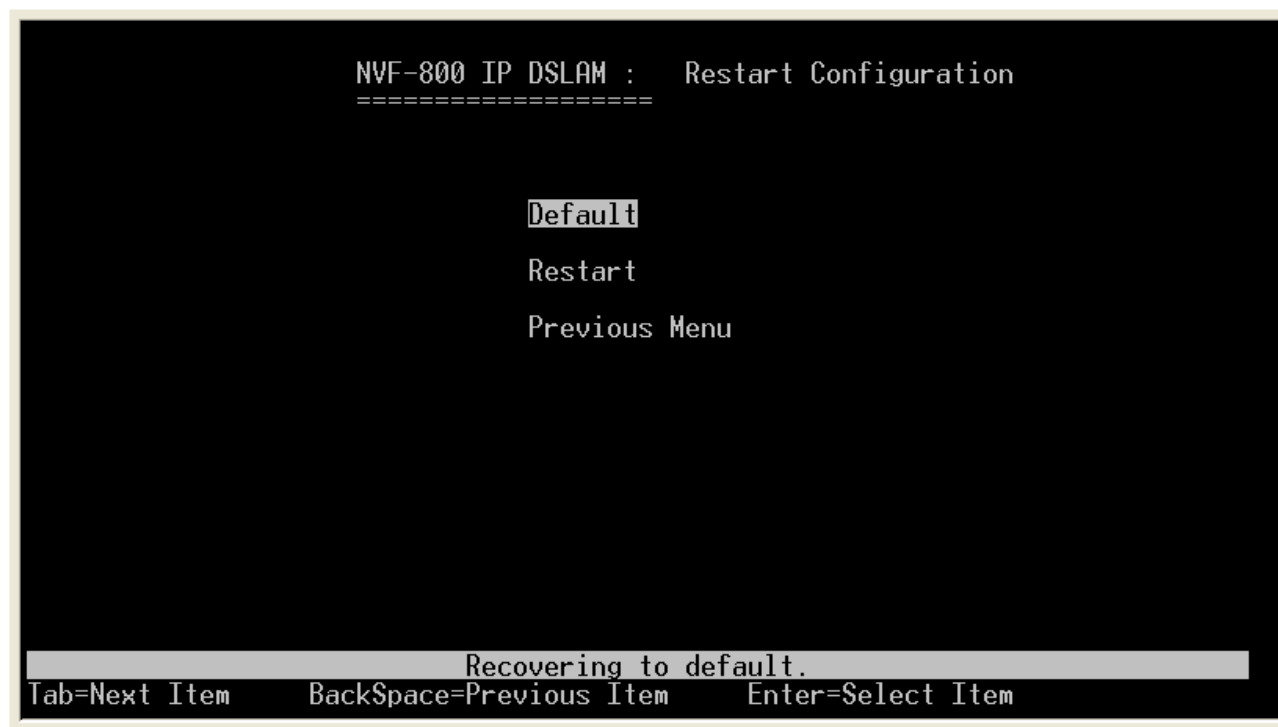 NVF-800 IP DSLAM :   Restart Configuration
===================
Default
Restart
Previous Menu
Recovering to default.
Tab=Next Item     BackSpace=Previous Item     Enter=Select Item